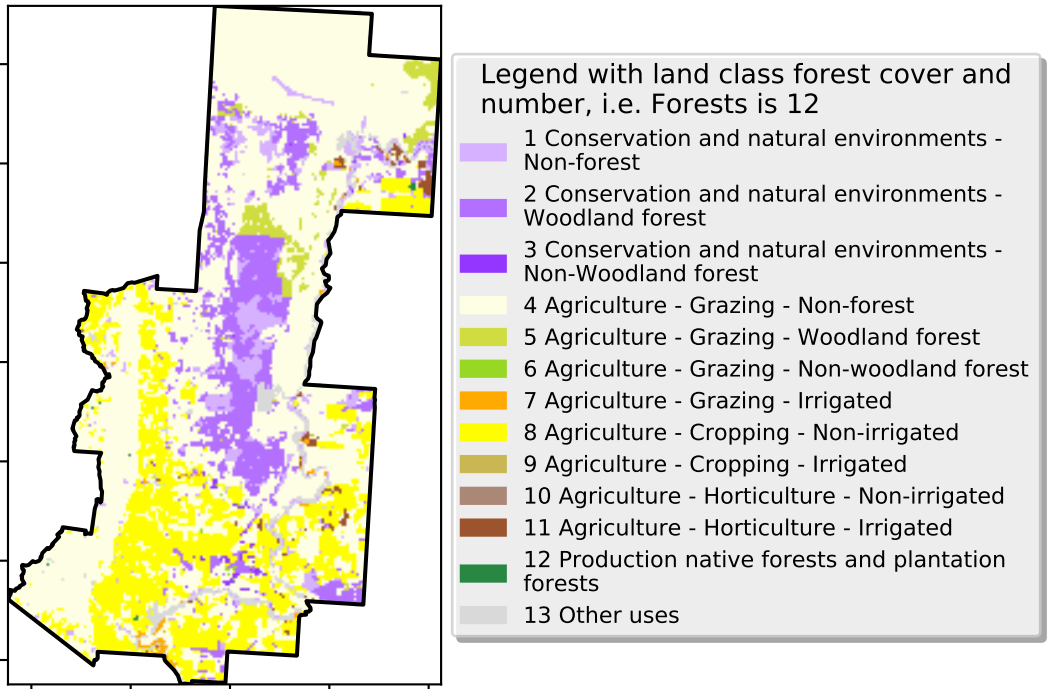 Legend with land class forest cover and
number, i.e. Forests is 12
1 Conservation and natural environments -
Non-forest
2 Conservation and natural environments -
Woodland forest
3 Conservation and natural environments -
Non-Woodland forest
4 Agriculture - Grazing - Non-forest
5 Agriculture - Grazing - Woodland forest
6 Agriculture - Grazing - Non-woodland forest
7 Agriculture - Grazing - Irrigated
8 Agriculture - Cropping - Non-irrigated
9 Agriculture - Cropping - Irrigated
10 Agriculture - Horticulture - Non-irrigated
11 Agriculture - Horticulture - Irrigated
12 Production native forests and plantation
forests
13 Other uses